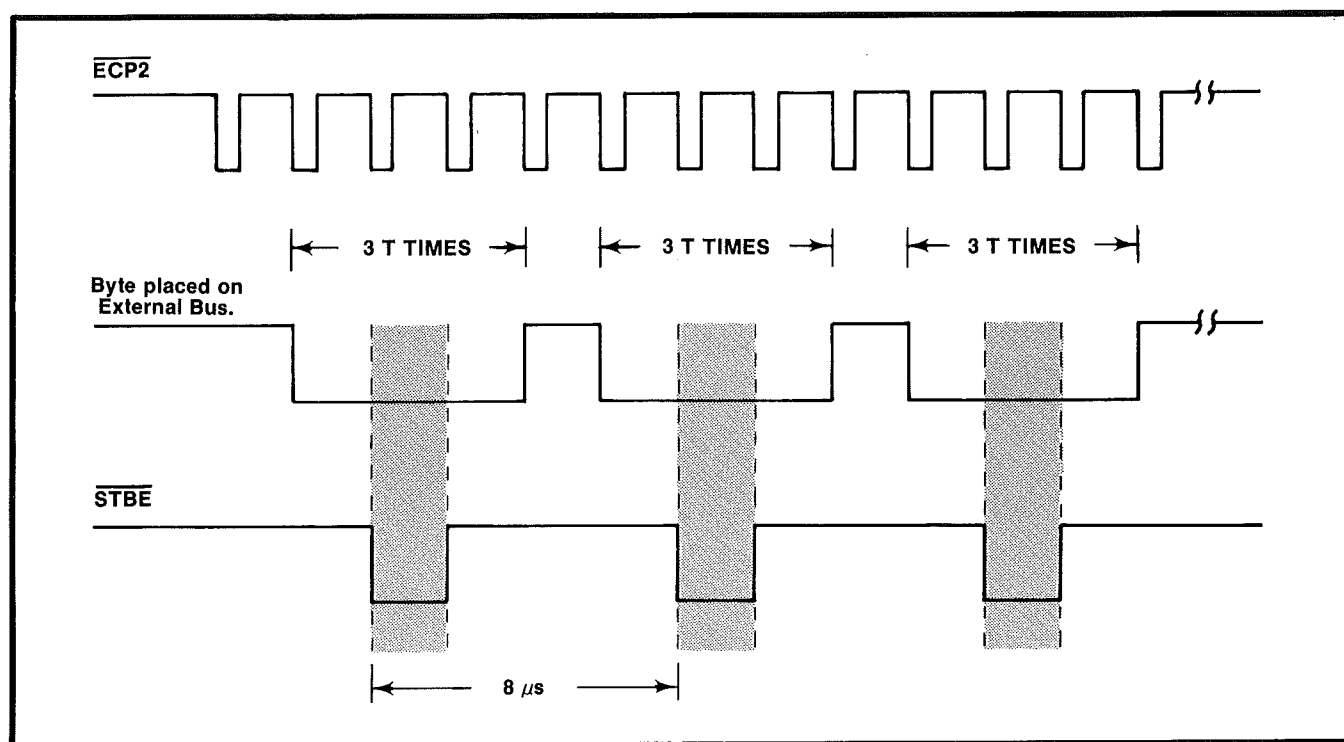 ECP2
3 T TIMES
3 T TIMES
3 T TIMES
Byte placed on
External Bus.
STBE
8 μs